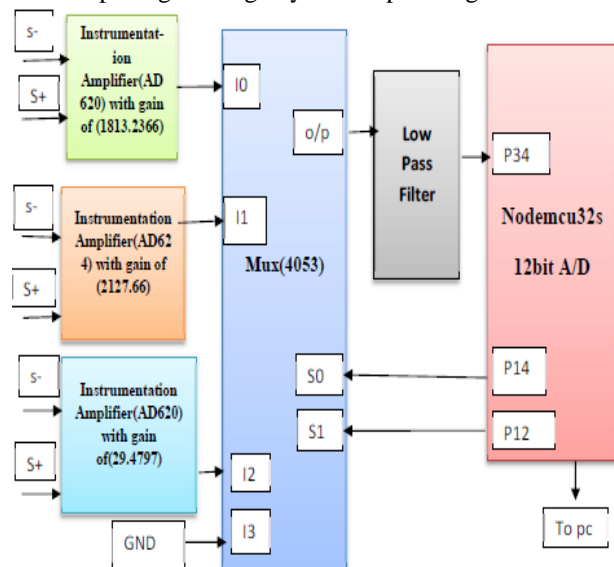 s-
S+
Instrumentat-
ion
Amplifier(AD
620) with gain
of (1813.2366)
I0
o/p
Low
Pass
Filter
P34
Nodemcu32s
12bit A/D
s-
S+
Instrumentation
Amplifier(AD62
4) with gain of
(2127.66)
I1
Mux(4053)
s-
S+
Instrumentation
Amplifier(AD620)
with gain
of(29.4797)
S0
S1
P14
P12
I2
I3
GND
To pc